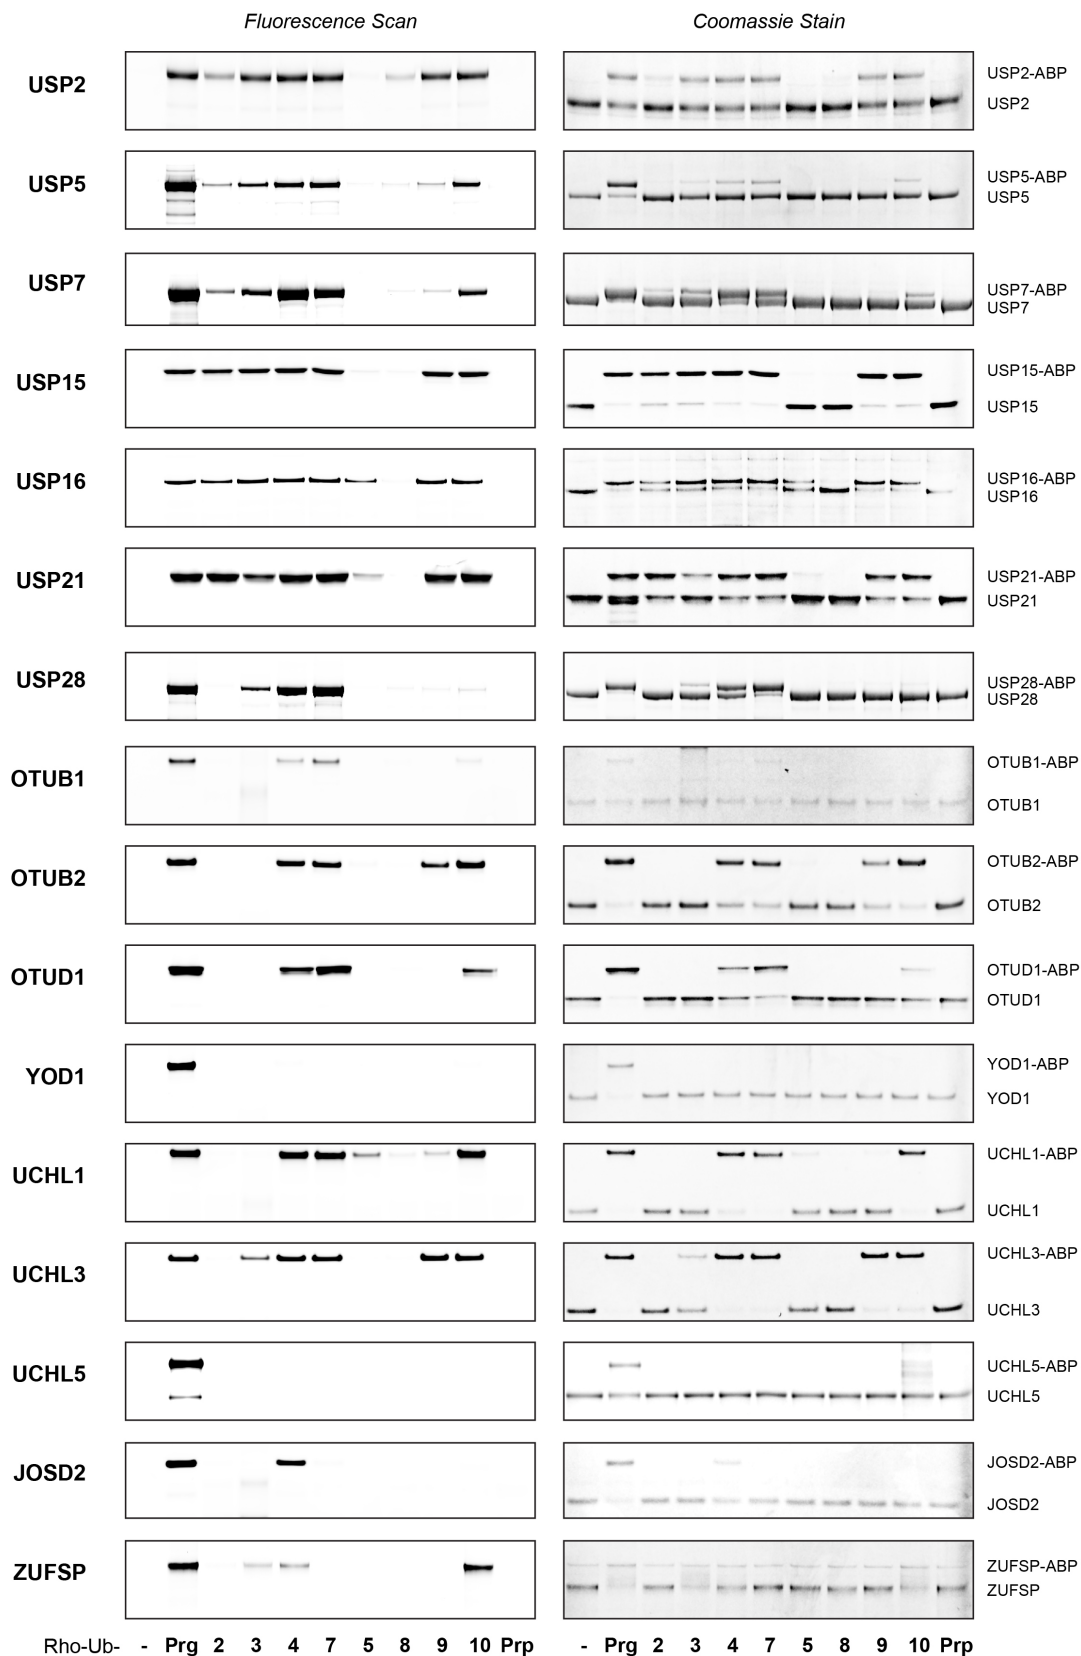 Fluorescence Scan Coomassie Stain
USP2 USP2-ABP
USP2
USP5 USP5-ABP
USP5
USP7 USP7-ABP
USP7
USP15 USP15-ABP
USP15
USP16 USP16-ABP
USP16
USP21 USP21-ABP
USP21
USP28 USP28-ABP
USP28
OTUB1 OTUB1-ABP
OTUB1
OTUB2 OTUB2-ABP
OTUB2
OTUD1 OTUD1-ABP
OTUD1
YOD1 YOD1-ABP
YOD1
UCHL1 UCHL1-ABP
UCHL1
UCHL3 UCHL3-ABP
UCHL3
UCHL5 UCHL5-ABP
UCHL5
JOSD2 JOSD2-ABP
JOSD2
ZUFSP ZUFSP-ABP
ZUFSP
Rho-Ub- - Prg 2 3 4 7 5 8 9 10 Prp - Prg 2 3 4 7 5 8 9 10 Prp